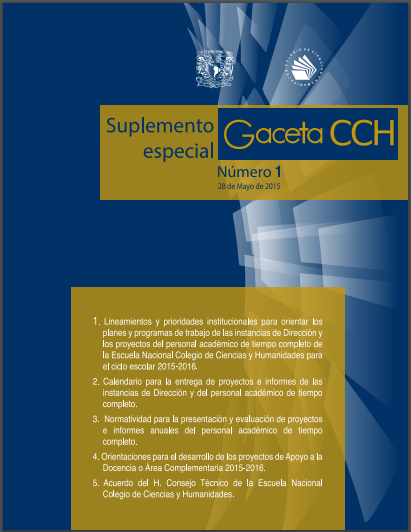 Suplemento
especial
Gaceta CCH
Número 1
28 de Mayo de 2015
1. Lineamientos y prioridades institucionales para orientar los
planes y programas de trabajo de las instancias de Dirección y
los proyectos del personal académico de tiempo completo de
la Escuela Nacional Colegio de Ciencias y Humanidades para
el ciclo escolar 2015-2016.
2. Calendario para la entrega de proyectos e informes de las
instancias de Dirección y del personal académico de tiempo
completo.
3. Normatividad para la presentación y evaluación de proyectos
e informes anuales del personal académico de tiempo
completo.
4. Orientaciones para el desarrollo de los proyectos de Apoyo a la
Docencia o Área Complementaria 2015-2016.
5. Acuerdo del H. Consejo Técnico de la Escuela Nacional
Colegio de Ciencias y Humanidades.